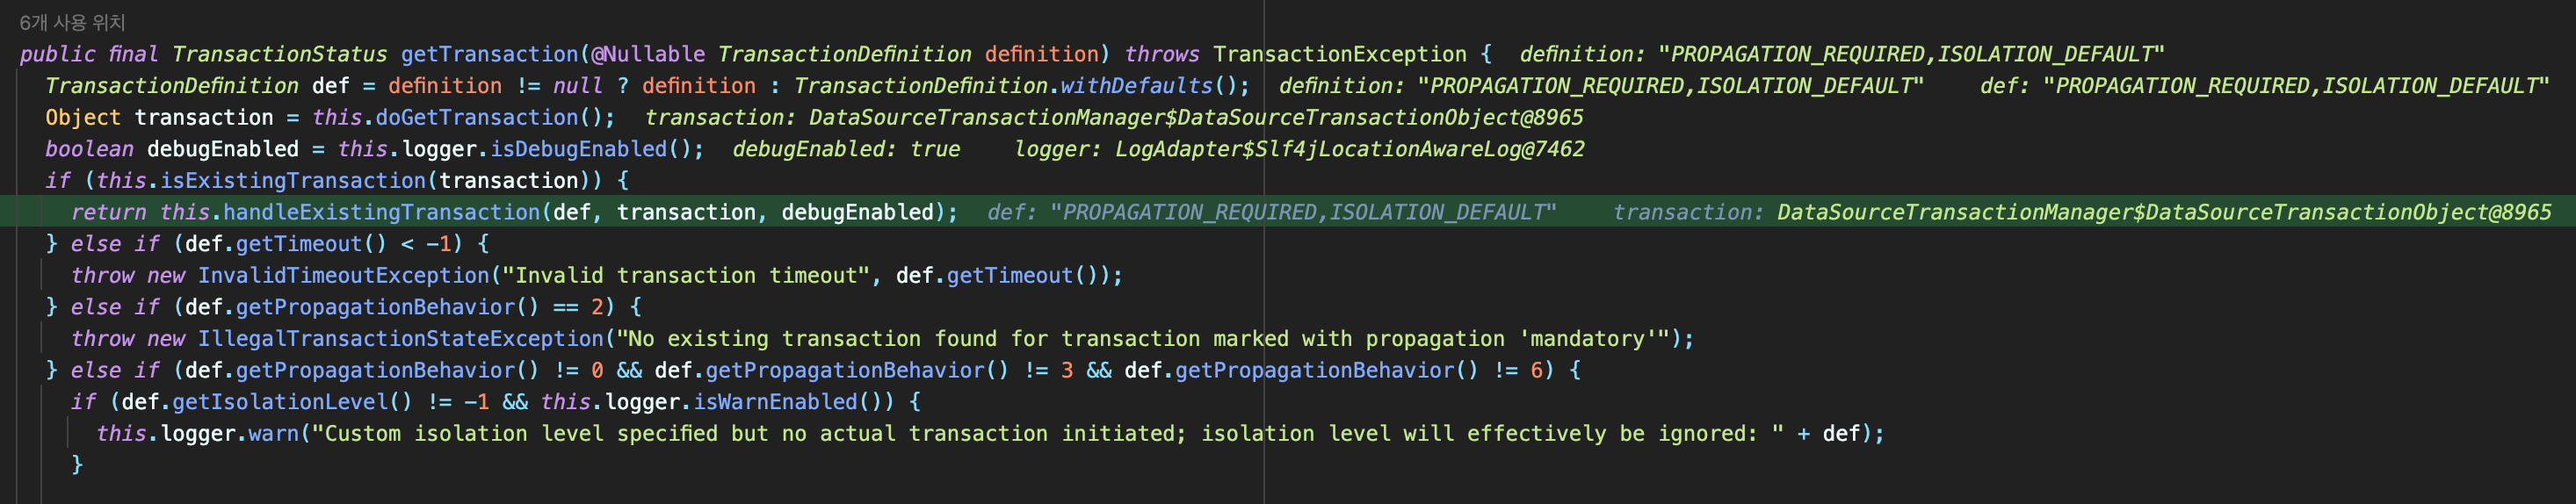 6개 사용 위치
public final TransactionStatus getTransaction(@Nullable TransactionDefinition definition) throws TransactionException {  definition: "PROPAGATION_REQUIRED,ISOLATION_DEFAULT"
TransactionDefinition def = definition != null ? definition : TransactionDefinition.withDefaults();  definition: "PROPAGATION_REQUIRED,ISOLATION_DEFAULT"    def: "PROPAGATION_REQUIRED,ISOLATION_DEFAULT"
Object transaction = this.doGetTransaction();  transaction: DataSourceTransactionManager$DataSourceTransactionObject@8965
boolean debugEnabled = this.logger.isDebugEnabled();  debugEnabled: true    logger: LogAdapter$Slf4jLocationAwareLog@7462
if (this.isExistingTransaction(transaction)) {
return this.handleExistingTransaction(def, transaction, debugEnabled);  def: "PROPAGATION_REQUIRED,ISOLATION_DEFAULT"    transaction: DataSourceTransactionManager$DataSourceTransactionObject@8965
} else if (def.getTimeout() < -1) {
throw new InvalidTimeoutException("Invalid transaction timeout", def.getTimeout());
} else if (def.getPropagationBehavior() == 2) {
throw new IllegalTransactionStateException("No existing transaction found for transaction marked with propagation 'mandatory'");
} else if (def.getPropagationBehavior() != 0 && def.getPropagationBehavior() != 3 && def.getPropagationBehavior() != 6) {
if (def.getIsolationLevel() != -1 && this.logger.isWarnEnabled()) {
this.logger.warn("Custom isolation level specified but no actual transaction initiated; isolation level will effectively be ignored: " + def);
}